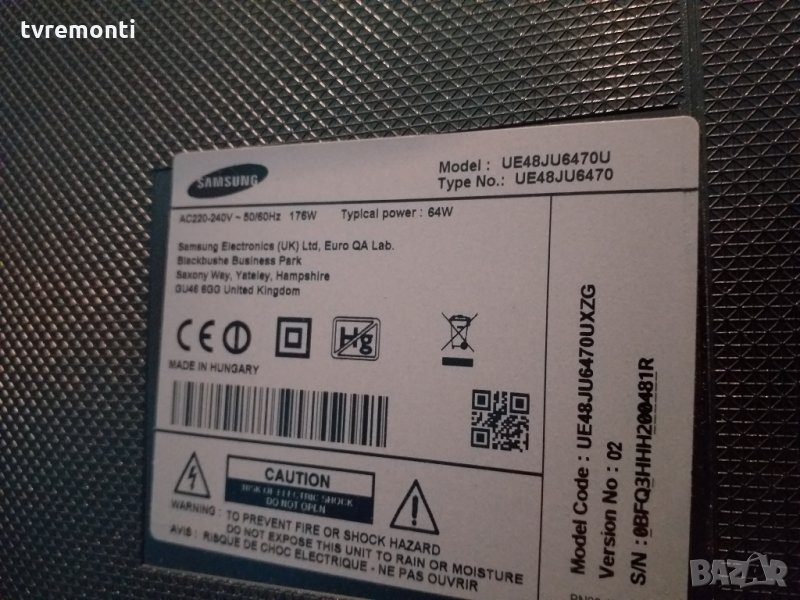 tvremonti
SAMSUNG
Model : UE48JU6470U
Type No.: UE48JU6470
AC220-240V ~ 50/60Hz 176W Typical power : 64W
Samsung Electronics (UK) Ltd, Euro QA Lab.
Blackbushe Business Park
Saxony Way, Yateley, Hampshire
GU46 6GG United Kingdom
CE
Hg
MADE IN HUNGARY
CAUTION
RISK OF ELECTRIC SHOCK
DO NOT OPEN
WARNING : TO PREVENT FIRE OR SHOCK HAZARD
DO NOT EXPOSE THIS UNIT TO RAIN OR MOISTURE
AVIS : RISQUE DE CHOC ELECTRIQUE - NE PAS OUVRIR
Model Code : UE48JU6470UXZG
Version No : 02
S/N : 0BFQ3HHH200481R
BAZAR